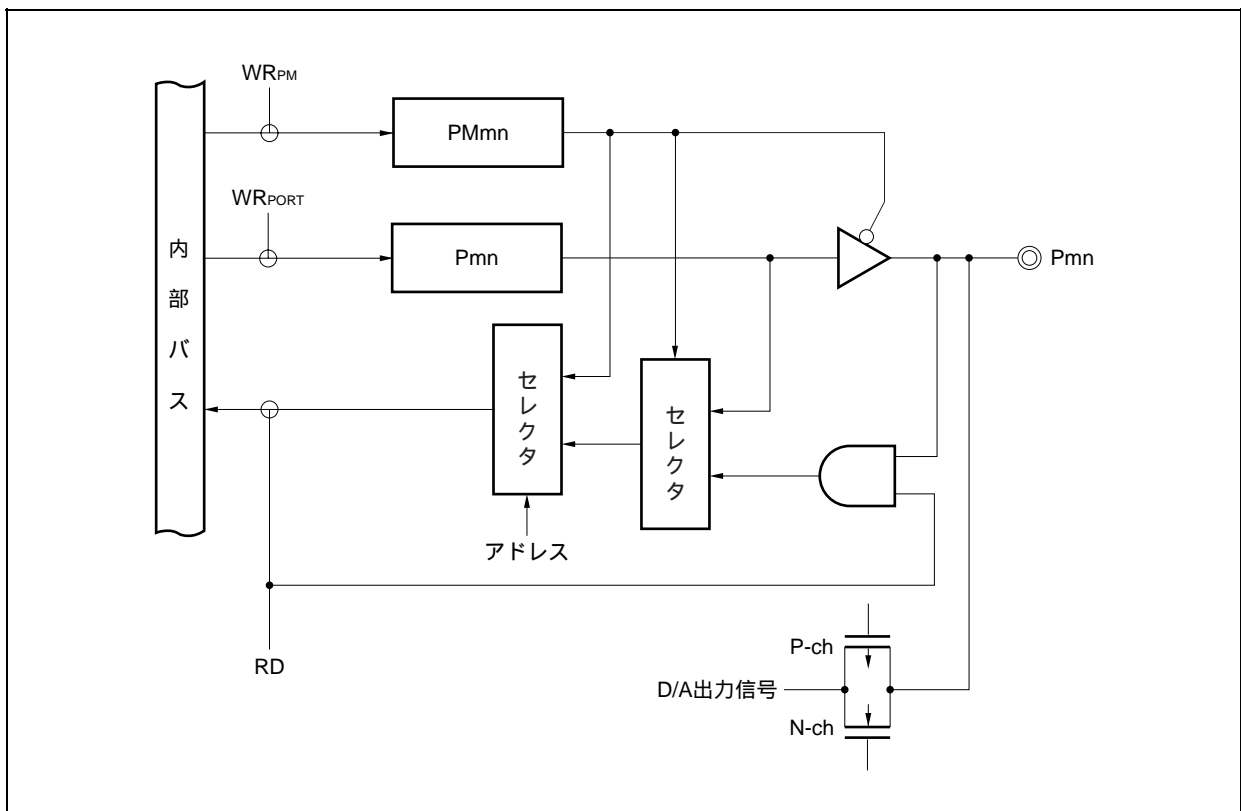 WRPM
PMmn
WRPORT
Pmn
Pmn
内部バス
セレクタ
セレクタ
アドレス
RD
P-ch
D/A出力信号
N-ch